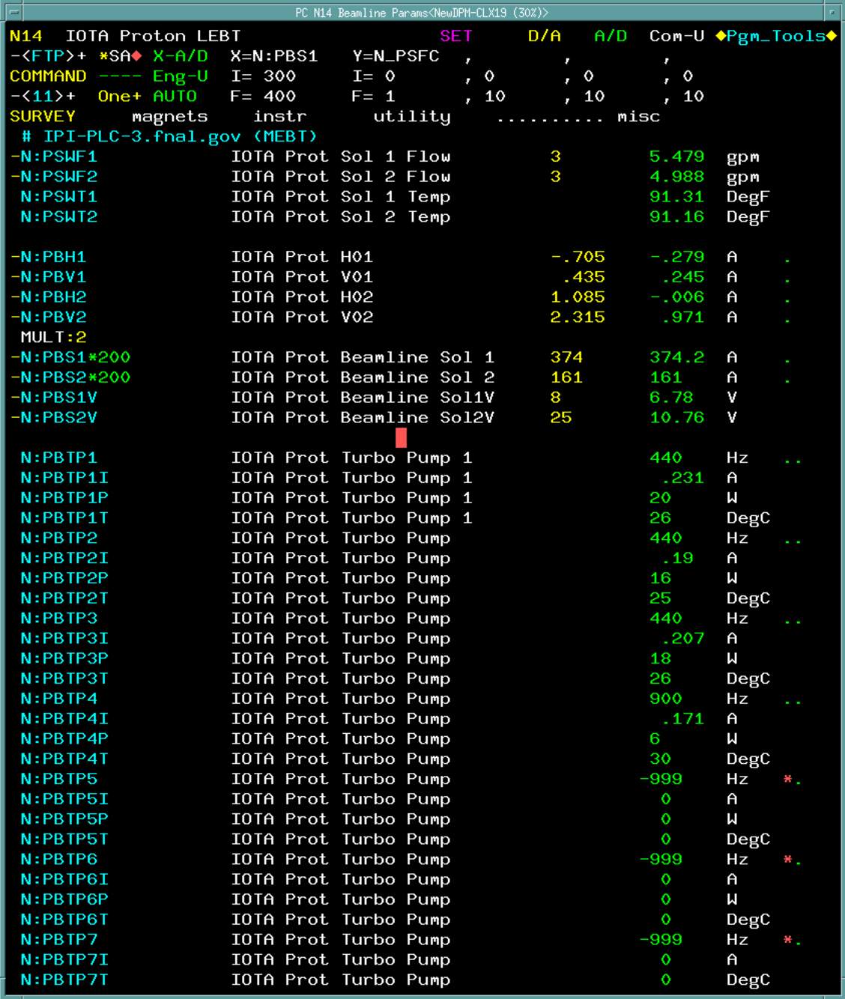 PC N14 Beamline Params<NewDPM-CLX19 (30%)>
N14 IOTA Proton LEBT SET D/A A/D Com-U ◆Pgm_Tools◆
-<FTP>+ *SA◆ X-A/D X=N:PBS1 Y=N_PSFC , , ,
COMMAND ---- Eng-U I= 300 I= 0 , 0 , 0 , 0
-<11>+ One+ AUTO F= 400 F= 1 , 10 , 10 , 10
SURVEY magnets instr utility .......... misc
# IPI-PLC-3.fnal.gov (MEBT)
-N:PSWF1 IOTA Prot Sol 1 Flow 3 5.479 gpm
-N:PSWF2 IOTA Prot Sol 2 Flow 3 4.988 gpm
N:PSWT1 IOTA Prot Sol 1 Temp 91.31 DegF
N:PSWT2 IOTA Prot Sol 2 Temp 91.16 DegF
-N:PBH1 IOTA Prot H01 -.705 -.279 A .
-N:PBV1 IOTA Prot V01 .435 .245 A .
-N:PBH2 IOTA Prot H02 1.085 -.006 A .
-N:PBV2 IOTA Prot V02 2.315 .971 A .
MULT:2
-N:PBS1*200 IOTA Prot Beamline Sol 1 374 374.2 A .
-N:PBS2*200 IOTA Prot Beamline Sol 2 161 161 A .
-N:PBS1V IOTA Prot Beamline Sol1V 8 6.78 V
-N:PBS2V IOTA Prot Beamline Sol2V 25 10.76 V
N:PBTP1 IOTA Prot Turbo Pump 1 440 Hz ..
N:PBTP1I IOTA Prot Turbo Pump 1 .231 A
N:PBTP1P IOTA Prot Turbo Pump 1 20 W
N:PBTP1T IOTA Prot Turbo Pump 1 26 DegC
N:PBTP2 IOTA Prot Turbo Pump 440 Hz ..
N:PBTP2I IOTA Prot Turbo Pump .19 A
N:PBTP2P IOTA Prot Turbo Pump 16 W
N:PBTP2T IOTA Prot Turbo Pump 25 DegC
N:PBTP3 IOTA Prot Turbo Pump 440 Hz ..
N:PBTP3I IOTA Prot Turbo Pump .207 A
N:PBTP3P IOTA Prot Turbo Pump 18 W
N:PBTP3T IOTA Prot Turbo Pump 26 DegC
N:PBTP4 IOTA Prot Turbo Pump 900 Hz ..
N:PBTP4I IOTA Prot Turbo Pump .171 A
N:PBTP4P IOTA Prot Turbo Pump 6 W
N:PBTP4T IOTA Prot Turbo Pump 30 DegC
N:PBTP5 IOTA Prot Turbo Pump -999 Hz *.
N:PBTP5I IOTA Prot Turbo Pump 0 A
N:PBTP5P IOTA Prot Turbo Pump 0 W
N:PBTP5T IOTA Prot Turbo Pump 0 DegC
N:PBTP6 IOTA Prot Turbo Pump -999 Hz *.
N:PBTP6I IOTA Prot Turbo Pump 0 A
N:PBTP6P IOTA Prot Turbo Pump 0 W
N:PBTP6T IOTA Prot Turbo Pump 0 DegC
N:PBTP7 IOTA Prot Turbo Pump -999 Hz *.
N:PBTP7I IOTA Prot Turbo Pump 0 A
N:PBTP7T IOTA Prot Turbo Pump 0 DegC